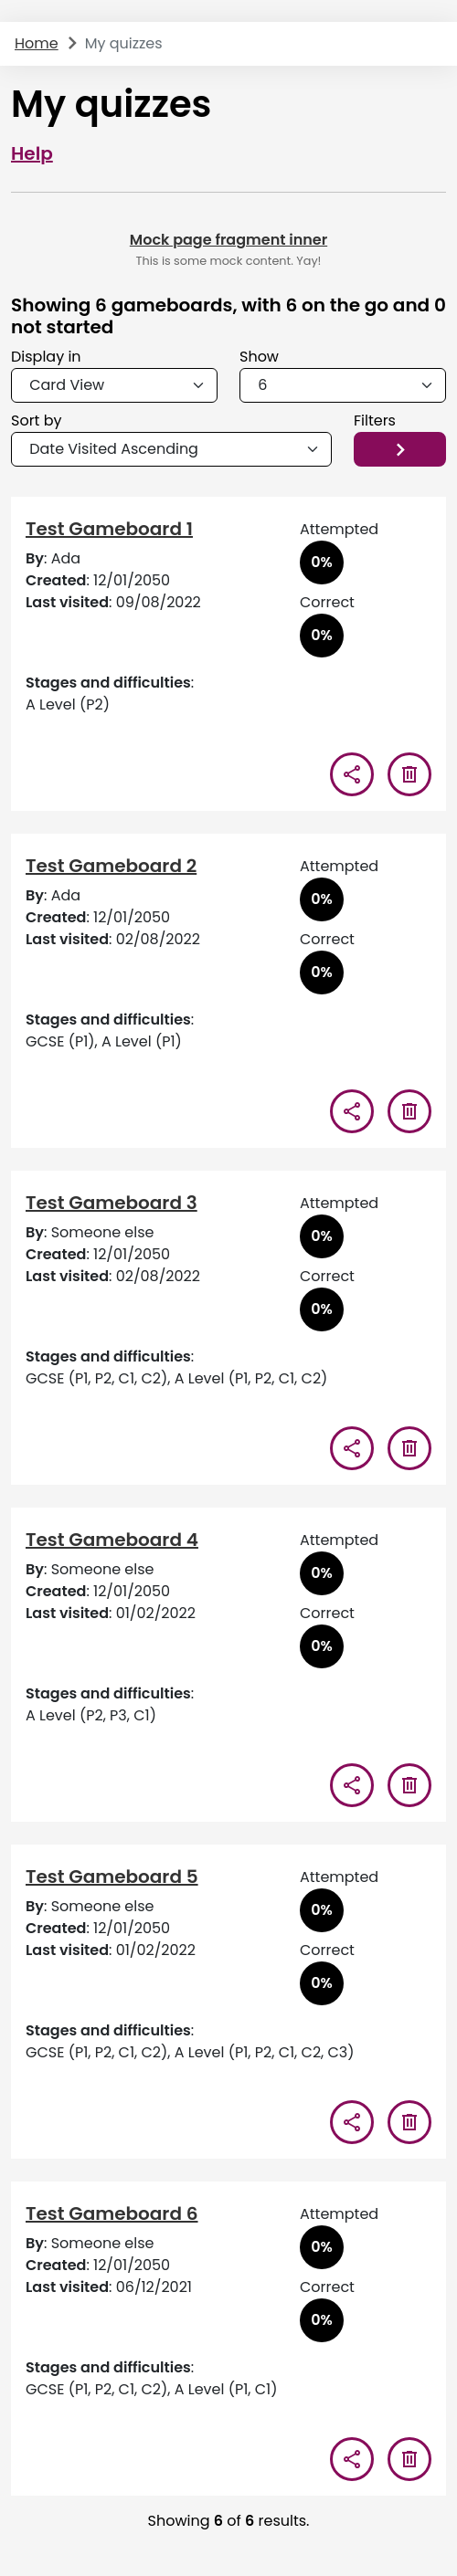 Home > My quizzes
My quizzes
Help
Mock page fragment inner
This is some mock content. Yay!
Showing 6 gameboards, with 6 on the go and 0
not started
Display in
Show
Card View
6
Sort by
Filters
Date Visited Ascending
Test Gameboard 1
By: Ada
Created: 12/01/2050
Last visited: 09/08/2022
Attempted
0%
Correct
0%
Stages and difficulties:
A Level (P2)
Test Gameboard 2
By: Ada
Created: 12/01/2050
Last visited: 02/08/2022
Attempted
0%
Correct
0%
Stages and difficulties:
GCSE (P1), A Level (P1)
Test Gameboard 3
By: Someone else
Created: 12/01/2050
Last visited: 02/08/2022
Attempted
0%
Correct
0%
Stages and difficulties:
GCSE (P1, P2, C1, C2), A Level (P1, P2, C1, C2)
Test Gameboard 4
By: Someone else
Created: 12/01/2050
Last visited: 01/02/2022
Attempted
0%
Correct
0%
Stages and difficulties:
A Level (P2, P3, C1)
Test Gameboard 5
By: Someone else
Created: 12/01/2050
Last visited: 01/02/2022
Attempted
0%
Correct
0%
Stages and difficulties:
GCSE (P1, P2, C1, C2), A Level (P1, P2, C1, C2, C3)
Test Gameboard 6
By: Someone else
Created: 12/01/2050
Last visited: 06/12/2021
Attempted
0%
Correct
0%
Stages and difficulties:
GCSE (P1, P2, C1, C2), A Level (P1, C1)
Showing 6 of 6 results.